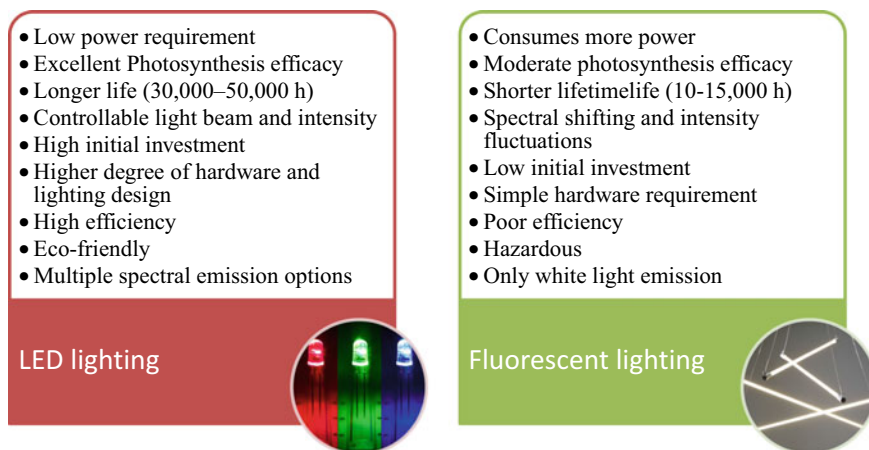 • Low power requirement
• Excellent Photosynthesis efficacy
• Longer life (30,000–50,000 h)
• Controllable light beam and intensity
• High initial investment
• Higher degree of hardware and
lighting design
• High efficiency
• Eco-friendly
• Multiple spectral emission options
LED lighting
• Consumes more power
• Moderate photosynthesis efficacy
• Shorter lifetimelife (10-15,000 h)
• Spectral shifting and intensity
fluctuations
• Low initial investment
• Simple hardware requirement
• Poor efficiency
• Hazardous
• Only white light emission
Fluorescent lighting